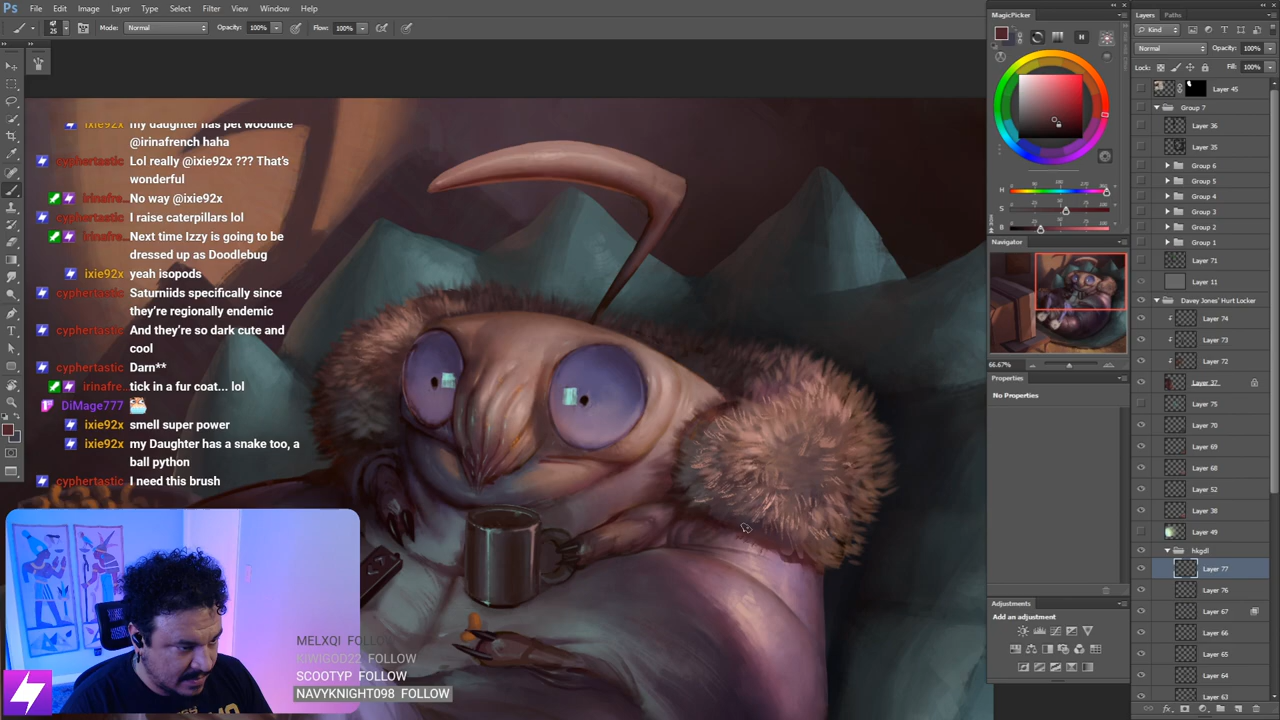 Ps File Edit Image Layer Type Select Filter View Window Help
25 Mode: Normal Opacity: 100% Flow: 100%
ixie92x my daughter has pet woodlice
@irinafrench haha
cyphertastic Lol really @ixie92x ??? That's
wonderful
irinafre... No way @ixie92x
cyphertastic I raise caterpillars lol
irinafre... Next time Izzy is going to be
dressed up as Doodlebug
ixie92x yeah isopods
cyphertastic Saturniids specifically since
they're regionally endemic
cyphertastic And they're so dark cute and
cool
cyphertastic Darn**
irinafre... tick in a fur coat... lol
DiMage777
ixie92x smell super power
ixie92x my Daughter has a snake too, a
ball python
cyphertastic I need this brush
MELXQI FOLLO
KIWIGOD22 FOLLOW
SCOOTYP FOLLOW
NAVYKNIGHT098 FOLLOW
MagicPicker
H
H
S
B
Navigator
66.67%
Properties
No Properties
Adjustments
Add an adjustment
Layers Paths
Kind
Normal Opacity: 100%
Lock: Fill: 100%
Layer 45
Group 7
Layer 36
Layer 35
Group 6
Group 5
Group 4
Group 3
Group 2
Group 1
Layer 71
Layer 11
Davey Jones' Hurt Locker
Layer 74
Layer 73
Layer 72
Layer 37
Layer 75
Layer 70
Layer 69
Layer 68
Layer 52
Layer 38
Layer 49
hkgdl
Layer 77
Layer 76
Layer 67
Layer 66
Layer 65
Layer 64
Layer 63
fx